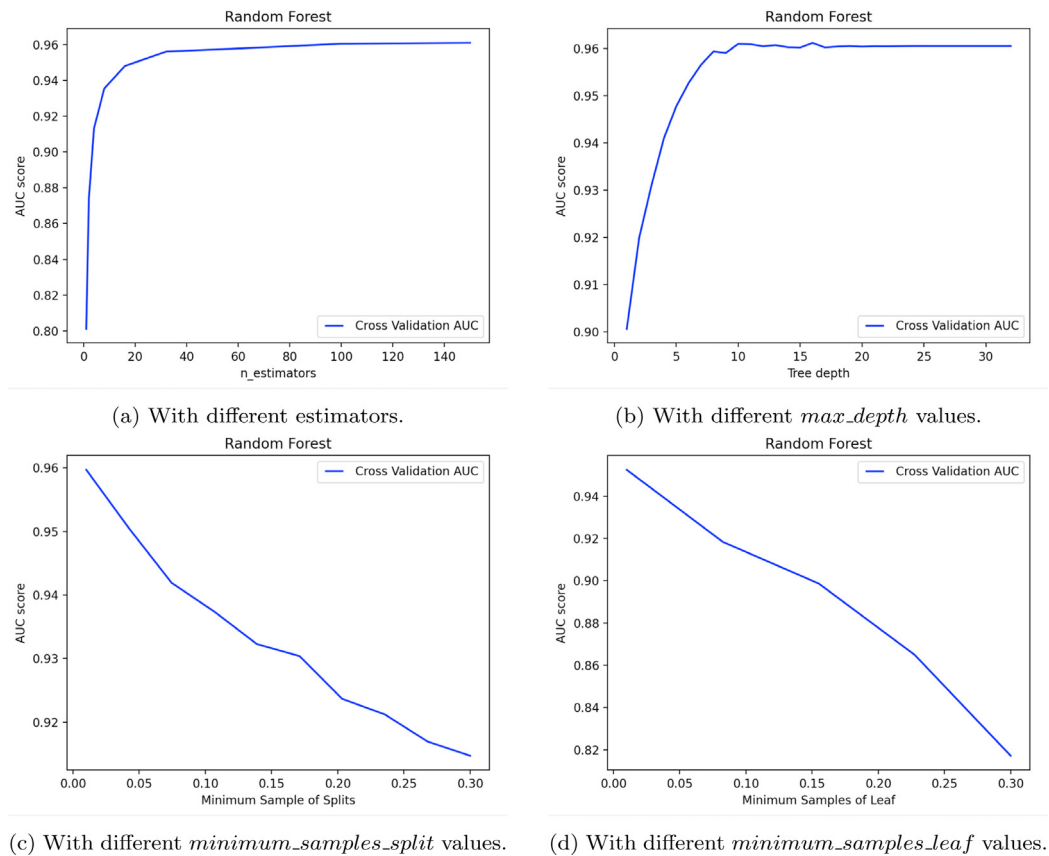 Random Forest
AUC score
0.96
0.94
0.92
0.90
0.88
0.86
0.84
0.82
0.80
Cross Validation AUC
0 20 40 60 80 100 120 140
n_estimators
(a) With different estimators.
Random Forest
AUC score
0.96
0.95
0.94
0.93
0.92
0.91
0.90
Cross Validation AUC
0 5 10 15 20 25 30
Tree depth
(b) With different max_depth values.
Random Forest
AUC score
Cross Validation AUC
0.96
0.95
0.94
0.93
0.92
0.00 0.05 0.10 0.15 0.20 0.25 0.30
Minimum Sample of Splits
(c) With different minimum_samples_split values.
Random Forest
AUC score
Cross Validation AUC
0.94
0.92
0.90
0.88
0.86
0.84
0.82
0.00 0.05 0.10 0.15 0.20 0.25 0.30
Minimum Samples of Leaf
(d) With different minimum_samples_leaf values.